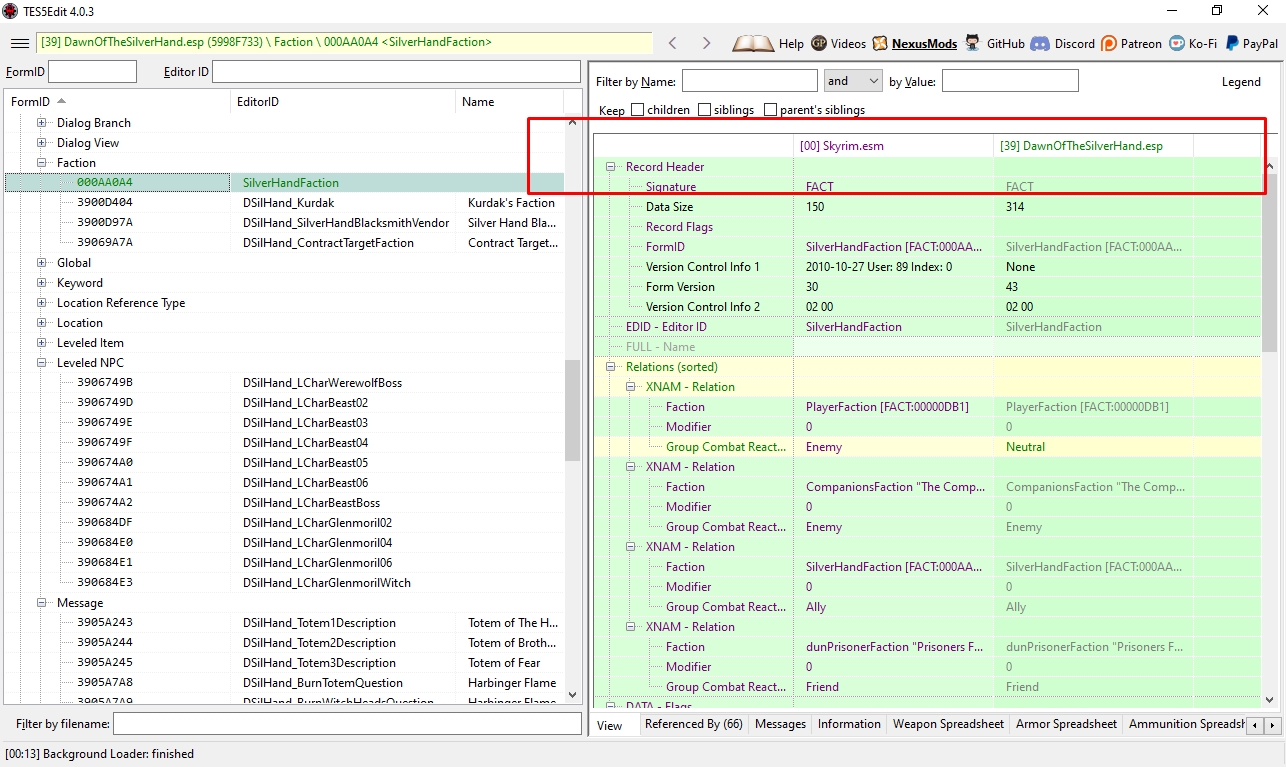 TES5Edit 4.0.3
[39] DawnOfTheSilverHand.esp (5998F733) \ Faction \ 000AA0A4 <SilverHandFaction>
Help GP Videos NexusMods GitHub Discord Patreon Ko-Fi PayPal
FormID Editor ID
FormID EditorID Name
Dialog Branch
Dialog View
Faction
000AA0A4 SilverHandFaction
3900D404 DSilHand_Kurdak Kurdak's Faction
3900D97A DSilHand_SilverHandBlacksmithVendor Silver Hand Bla...
39069A7A DSilHand_ContractTargetFaction Contract Target...
Global
Keyword
Location Reference Type
Location
Leveled Item
Leveled NPC
3906749B DSilHand_LCharWerewolfBoss
3906749D DSilHand_LCharBeast02
3906749E DSilHand_LCharBeast03
3906749F DSilHand_LCharBeast04
390674A0 DSilHand_LCharBeast05
390674A1 DSilHand_LCharBeast06
390674A2 DSilHand_LCharBeastBoss
390684DF DSilHand_LCharGlenmoril02
390684E0 DSilHand_LCharGlenmoril04
390684E1 DSilHand_LCharGlenmoril06
390684E3 DSilHand_LCharGlenmorilWitch
Message
3905A243 DSilHand_Totem1Description Totem of The H...
3905A244 DSilHand_Totem2Description Totem of Broth...
3905A245 DSilHand_Totem3Description Totem of Fear
3905A7A8 DSilHand_BurnTotemQuestion Harbinger Flame
3905A7A9 DSilHand_BurnWitchHeadsQuestion Harbinger Flame
Filter by filename:
[00:13] Background Loader: finished
Filter by Name: and by Value: Legend
Keep children siblings parent's siblings
[00] Skyrim.esm [39] DawnOfTheSilverHand.esp
Record Header
Signature FACT FACT
Data Size 150 314
Record Flags
FormID SilverHandFaction [FACT:000AA... SilverHandFaction [FACT:000AA...
Version Control Info 1 2010-10-27 User: 89 Index: 0 None
Form Version 30 43
Version Control Info 2 02 00 02 00
EDID - Editor ID SilverHandFaction SilverHandFaction
FULL - Name
Relations (sorted)
XNAM - Relation
Faction PlayerFaction [FACT:00000DB1] PlayerFaction [FACT:00000DB1]
Modifier 0 0
Group Combat React... Enemy Neutral
XNAM - Relation
Faction CompanionsFaction "The Comp... CompanionsFaction "The Comp...
Modifier 0 0
Group Combat React... Enemy Enemy
XNAM - Relation
Faction SilverHandFaction [FACT:000AA... SilverHandFaction [FACT:000AA...
Modifier 0 0
Group Combat React... Ally Ally
XNAM - Relation
Faction dunPrisonerFaction "Prisoners F... dunPrisonerFaction "Prisoners F...
Modifier 0 0
Group Combat React... Friend Friend
DATA - Flags
View Referenced By (66) Messages Information Weapon Spreadsheet Armor Spreadsheet Ammunition Spreadsh